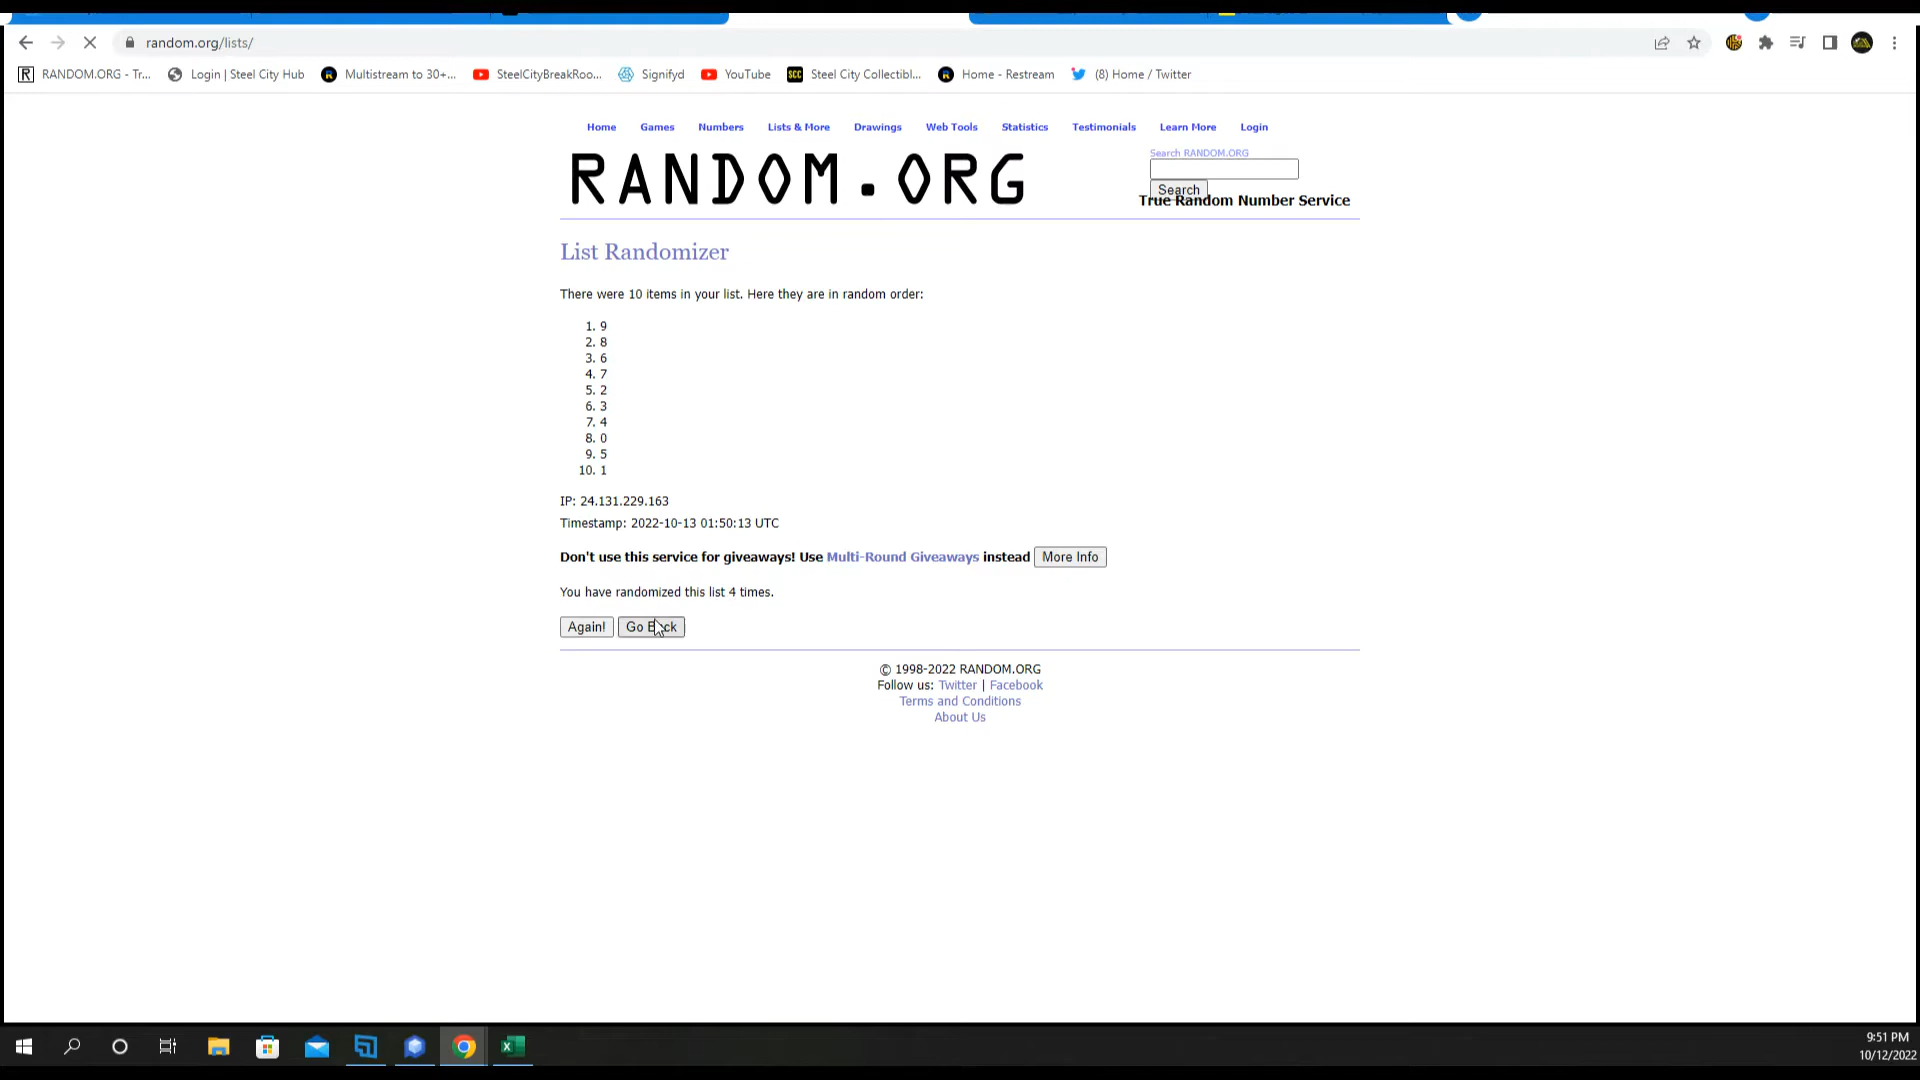 random.org/lists/
RANDOM.ORG - Tr... Login | Steel City Hub Multistream to 30+... SteelCityBreakRoo... Signifyd YouTube SCC Steel City Collectibl... Home - Restream (8) Home / Twitter
Home Games Numbers Lists & More Drawings Web Tools Statistics Testimonials Learn More Login
RANDOM.ORG
Search RANDOM.ORG
Search
True Random Number Service
List Randomizer
There were 10 items in your list. Here they are in random order:
1. 9
2. 8
3. 6
4. 7
5. 2
6. 3
7. 4
8. 0
9. 5
10. 1
IP: 24.131.229.163
Timestamp: 2022-10-13 01:50:13 UTC
Don't use this service for giveaways! Use Multi-Round Giveaways instead More Info
You have randomized this list 4 times.
Again! Go Back
© 1998-2022 RANDOM.ORG
Follow us: Twitter | Facebook
Terms and Conditions
About Us
9:51 PM
10/12/2022